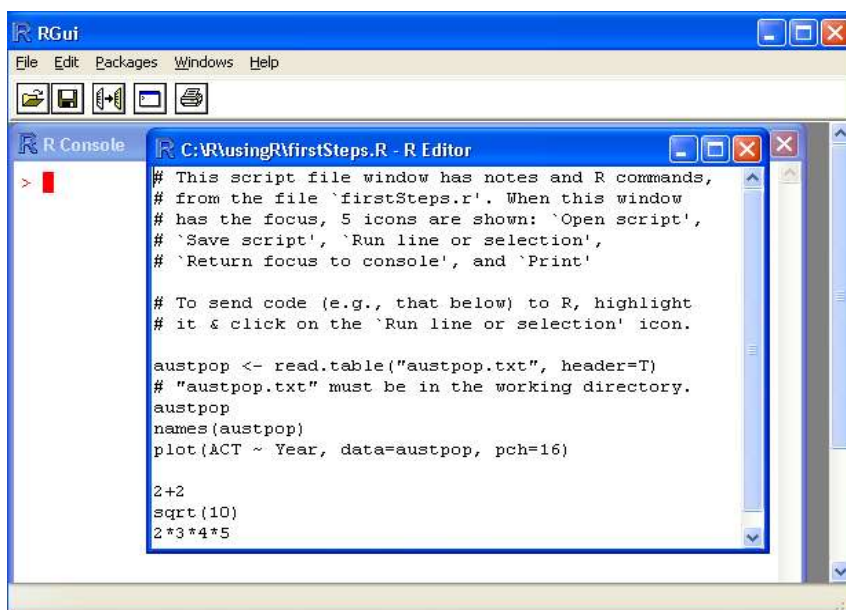 RGui
File Edit Packages Windows Help
R Console
C:\R\usingR\firstSteps.R - R Editor
>
# This script file window has notes and R commands,
# from the file `firstSteps.r'. When this window
# has the focus, 5 icons are shown: `Open script',
# `Save script', `Run line or selection',
# `Return focus to console', and `Print'
# To send code (e.g., that below) to R, highlight
# it & click on the `Run line or selection' icon.
austpop <- read.table("austpop.txt", header=T)
# "austpop.txt" must be in the working directory.
austpop
names(austpop)
plot(ACT ~ Year, data=austpop, pch=16)
2+2
sqrt(10)
2*3*4*5